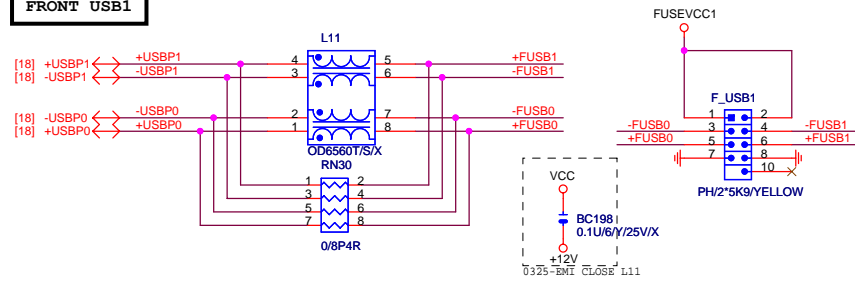 FRONT USB1
L11
FUSEVCC1
[18] +USBP1 +USBP1 4 5 +FUSB1
[18] -USBP1 -USBP1 3 6 -FUSB1
[18] -USBP0 -USBP0 2 7 -FUSB0
[18] +USBP0 +USBP0 1 8 +FUSB0
OD6560T/S/X
RN30
1 2
3 4
5 6
7 8
0/8P4R
VCC
BC198
0.1U/6/Y/25V/X
+12V
0325-EMI CLOSE L11
F_USB1
1 2
-FUSB0 3 4 -FUSB1
+FUSB0 5 6 +FUSB1
7 8
10
PH/2*5K9/YELLOW